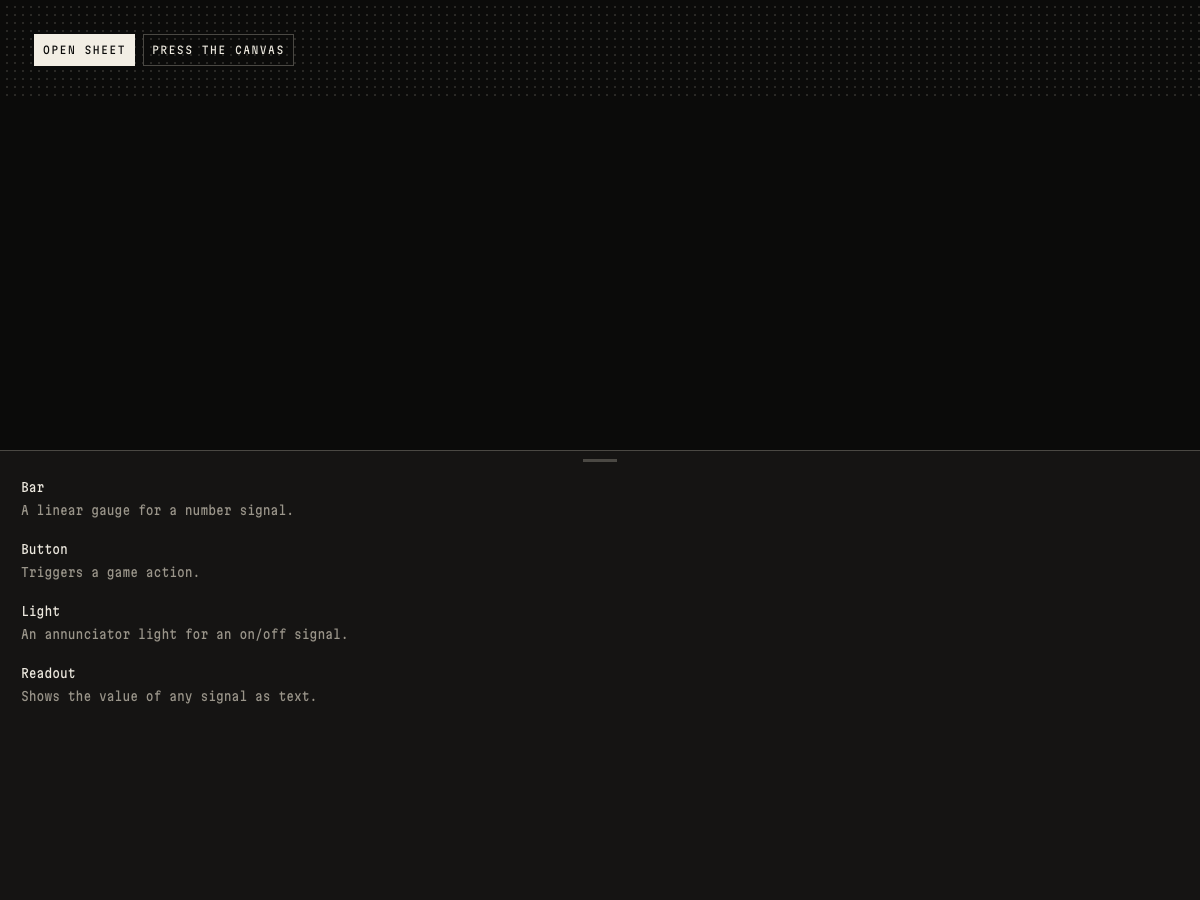 OPEN SHEET
PRESS THE CANVAS
Bar
A linear gauge for a number signal.
Button
Triggers a game action.
Light
An annunciator light for an on/off signal.
Readout
Shows the value of any signal as text.